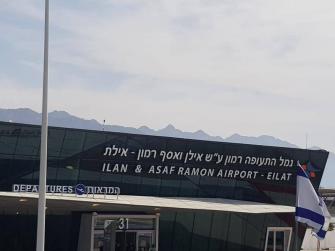 נמל התעופה רמון ע״ש אילן ואסף רמון - אילת
ILAN & ASAF RAMON AIRPORT - EILAT
DEPARTURES המראות
31